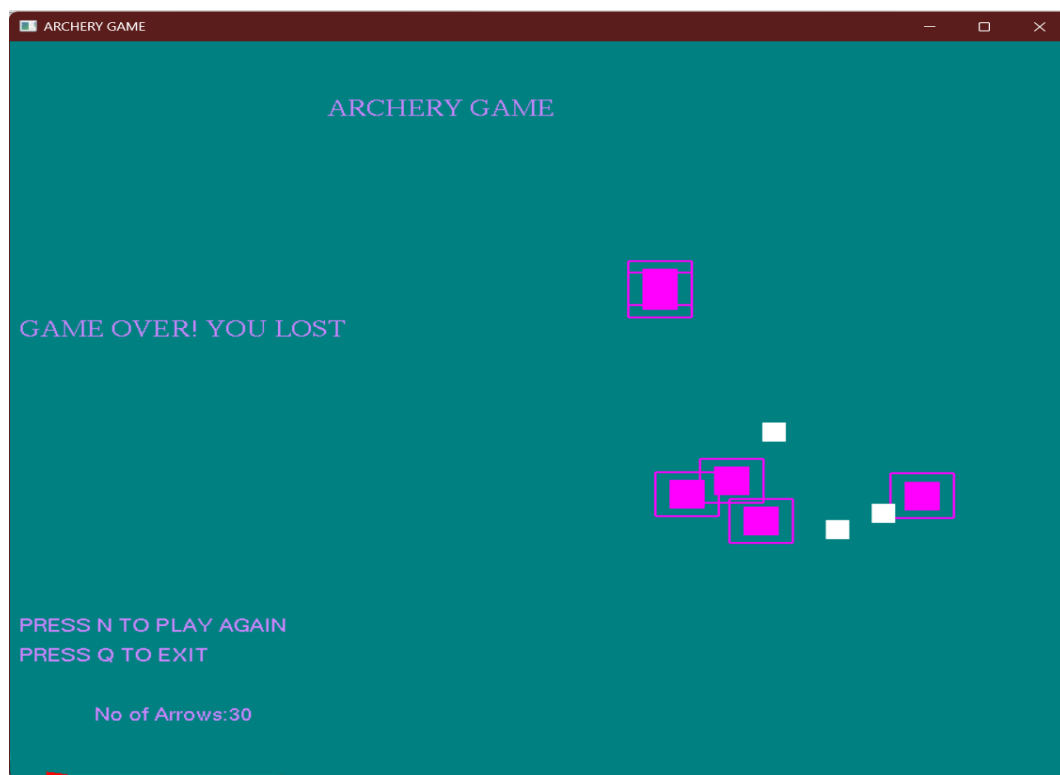 ARCHERY GAME
ARCHERY GAME
GAME OVER! YOU LOST
PRESS N TO PLAY AGAIN
PRESS Q TO EXIT
No of Arrows:30